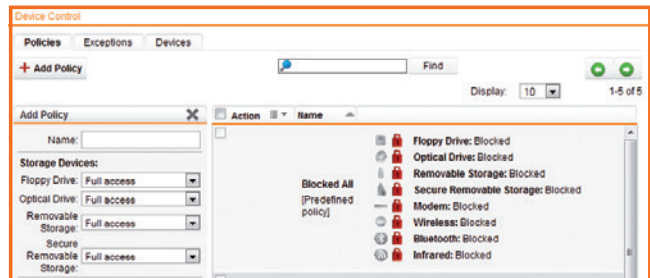 Device Control
Policies Exceptions Devices
+ Add Policy Find
Display: 10 1-5 of 5
Add Policy
Name:
Storage Devices:
Floppy Drive: Full access
Optical Drive: Full access
Removable Storage: Full access
Secure Removable Storage: Full access
Action Name
Blocked All
[Predefined
policy]
Floppy Drive: Blocked
Optical Drive: Blocked
Removable Storage: Blocked
Secure Removable Storage: Blocked
Modem: Blocked
Wireless: Blocked
Bluetooth: Blocked
Infrared: Blocked